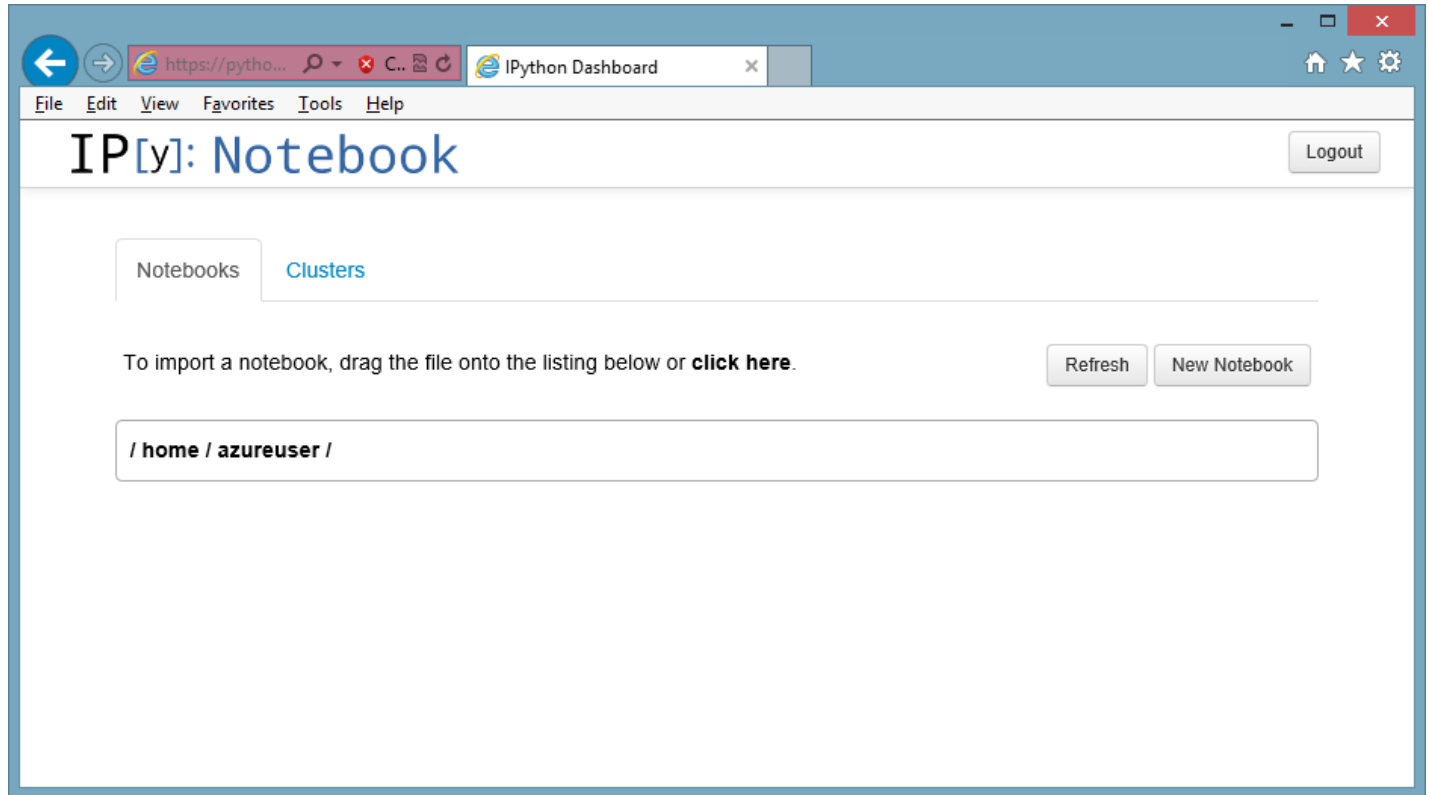 https://pytho... C.. IPython Dashboard
File Edit View Favorites Tools Help
IP[y]: Notebook Logout
Notebooks Clusters
To import a notebook, drag the file onto the listing below or click here. Refresh New Notebook
/ home / azureuser /